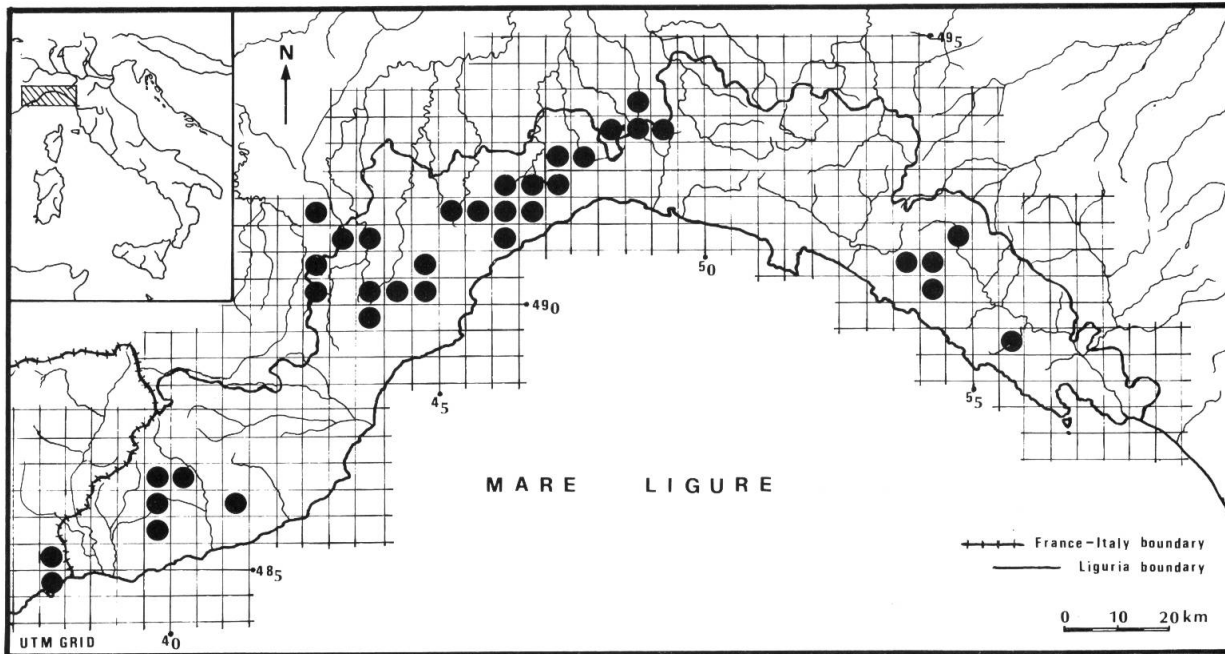 N
49₅
5₀
49₀
4₅
5₅
MARE LIGURE
France-Italy boundary
Liguria boundary
48₅
0 10 20 km
UTM GRID
4₀